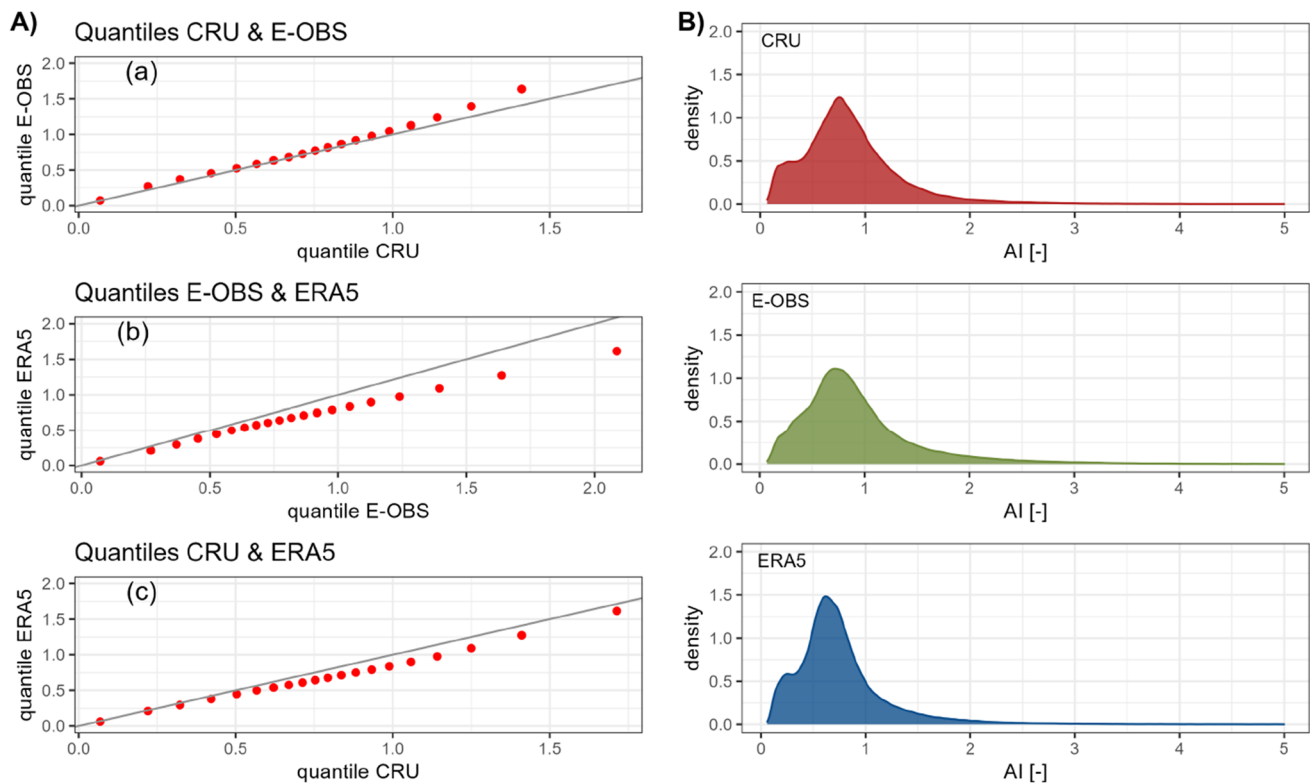 A)
Quantiles CRU & E-OBS
(a)
quantile E-OBS
2.0
1.5
1.0
0.5
0.0
0.0 0.5 1.0 1.5
quantile CRU
Quantiles E-OBS & ERA5
(b)
quantile ERA5
2.0
1.5
1.0
0.5
0.0
0.0 0.5 1.0 1.5 2.0
quantile E-OBS
Quantiles CRU & ERA5
(c)
quantile ERA5
2.0
1.5
1.0
0.5
0.0
0.0 0.5 1.0 1.5
quantile CRU
B)
CRU
density
2.0
1.5
1.0
0.5
0.0
0 1 2 3 4 5
AI [-]
E-OBS
density
2.0
1.5
1.0
0.5
0.0
0 1 2 3 4 5
AI [-]
ERA5
density
2.0
1.5
1.0
0.5
0.0
0 1 2 3 4 5
AI [-]